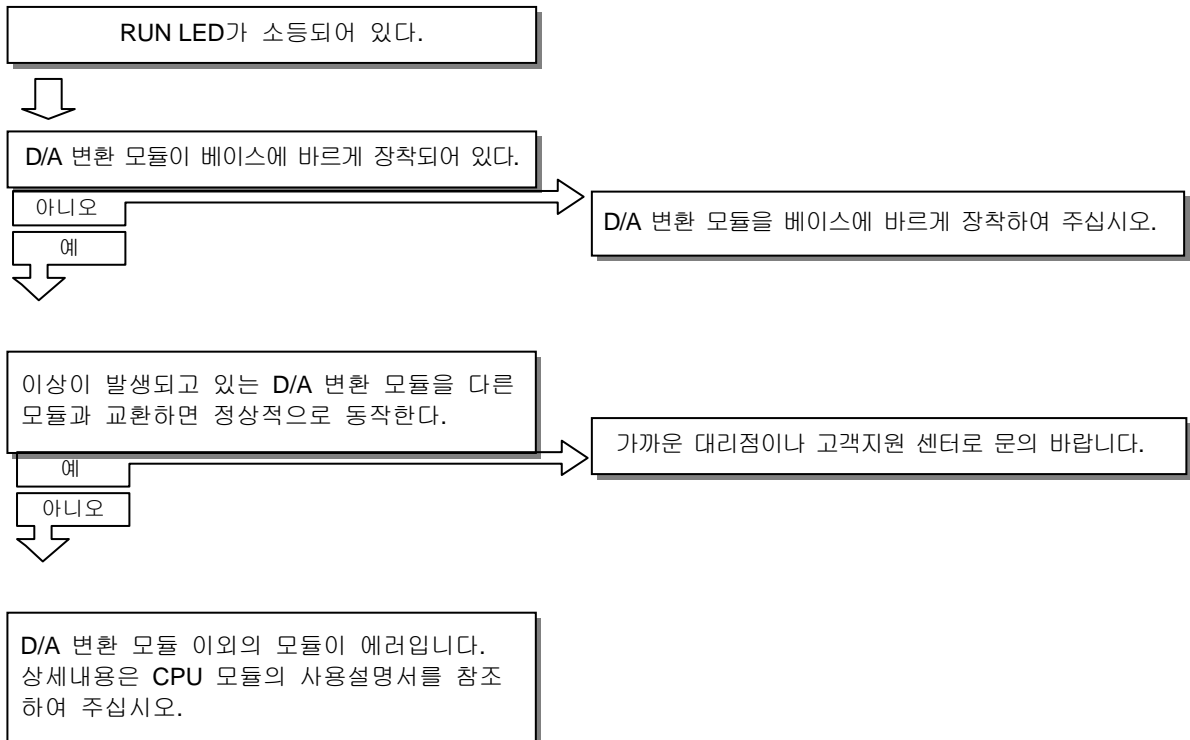 RUN LED가 소등되어 있다.
D/A 변환 모듈이 베이스에 바르게 장착되어 있다.
아니오
D/A 변환 모듈을 베이스에 바르게 장착하여 주십시오.
예
이상이 발생되고 있는 D/A 변환 모듈을 다른
모듈과 교환하면 정상적으로 동작한다.
예
가까운 대리점이나 고객지원 센터로 문의 바랍니다.
아니오
D/A 변환 모듈 이외의 모듈이 에러입니다.
상세내용은 CPU 모듈의 사용설명서를 참조
하여 주십시오.